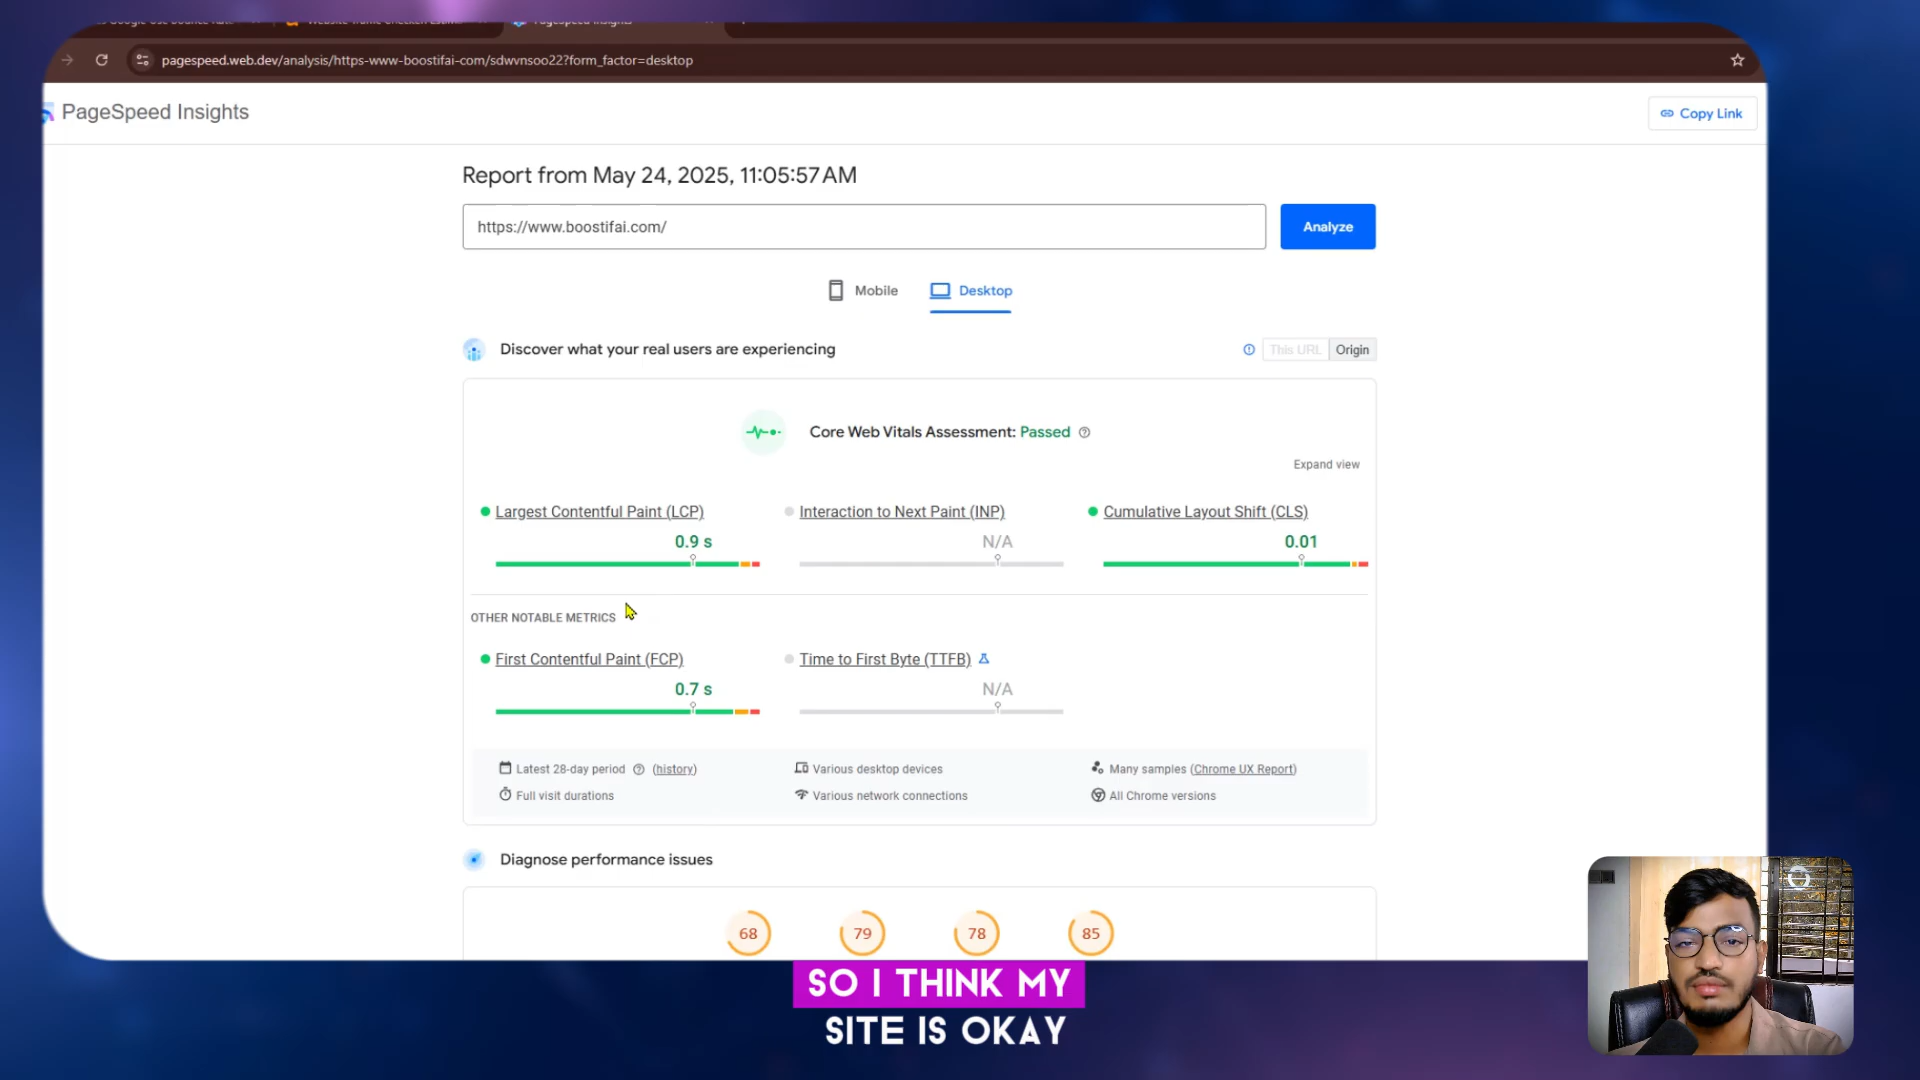 pagespeed.web.dev/analysis/https-www-boostifai-com/sdwvnsoo22?form_factor=desktop
PageSpeed Insights
Copy Link
Report from May 24, 2025, 11:05:57 AM
https://www.boostifai.com/
Analyze
Mobile
Desktop
Discover what your real users are experiencing
This URL
Origin
Core Web Vitals Assessment: Passed
Expand view
Largest Contentful Paint (LCP)
0.9 s
Interaction to Next Paint (INP)
N/A
Cumulative Layout Shift (CLS)
0.01
OTHER NOTABLE METRICS
First Contentful Paint (FCP)
0.7 s
Time to First Byte (TTFB)
N/A
Latest 28-day period (history)
Various desktop devices
Many samples (Chrome UX Report)
Full visit durations
Various network connections
All Chrome versions
Diagnose performance issues
68
79
78
85
SO I THINK MY
SITE IS OKAY